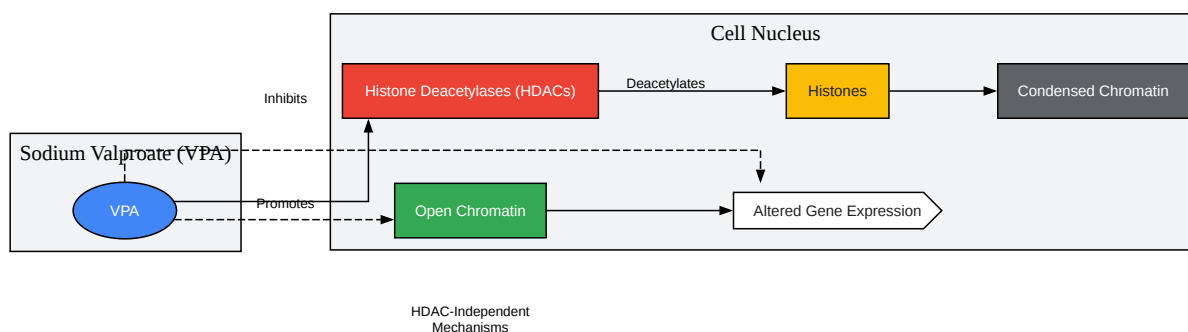 Cell Nucleus
Histone Deacetylases (HDACs)
Deacetylates
Histones
Condensed Chromatin
Inhibits
Sodium Valproate (VPA)
VPA
Promotes
Open Chromatin
Altered Gene Expression
HDAC-Independent
Mechanisms